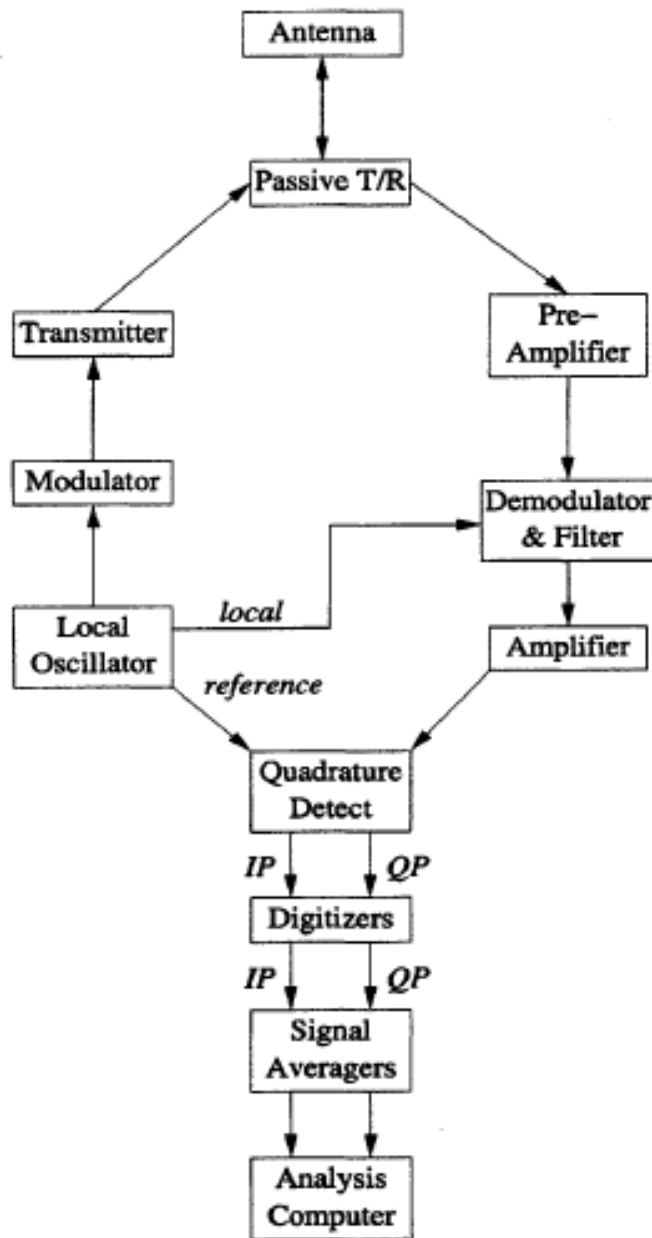 Antenna
Passive T/R
Transmitter
Pre-
Amplifier
Modulator
Demodulator
& Filter
local
Local
Oscillator
Amplifier
reference
Quadrature
Detect
IP QP
Digitizers
IP QP
Signal
Averagers
Analysis
Computer